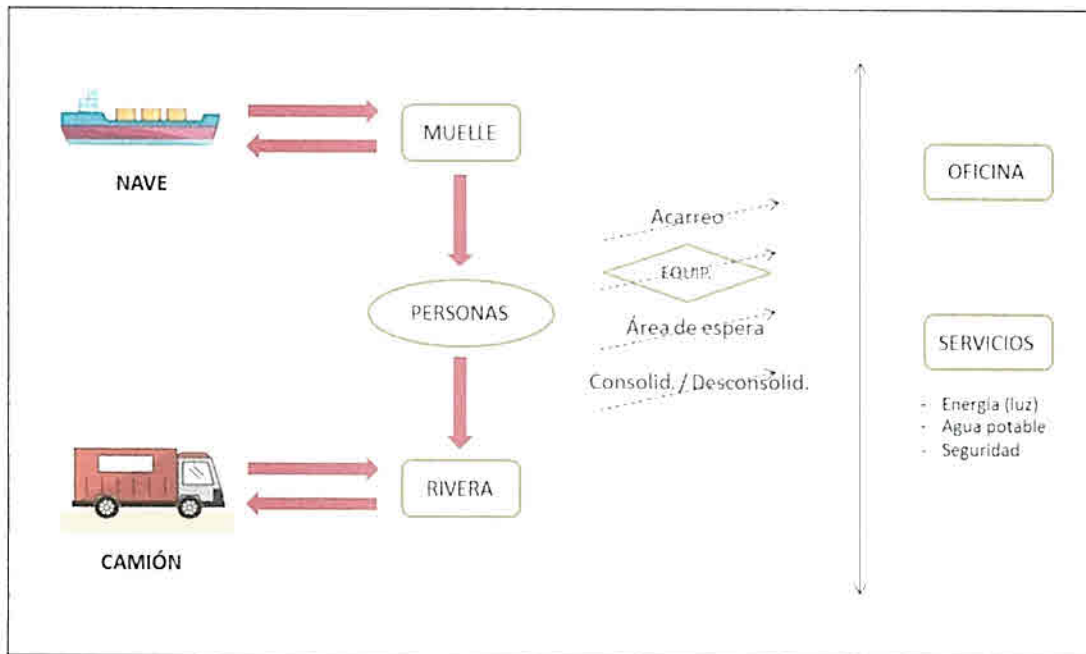 NAVE
MUELLE
PERSONAS
CAMIÓN
RIVERA
Acarreo
EQUIP.
Área de espera
Consolid. / Desconsolid.
OFICINA
SERVICIOS
- Energía (luz)
- Agua potable
- Seguridad